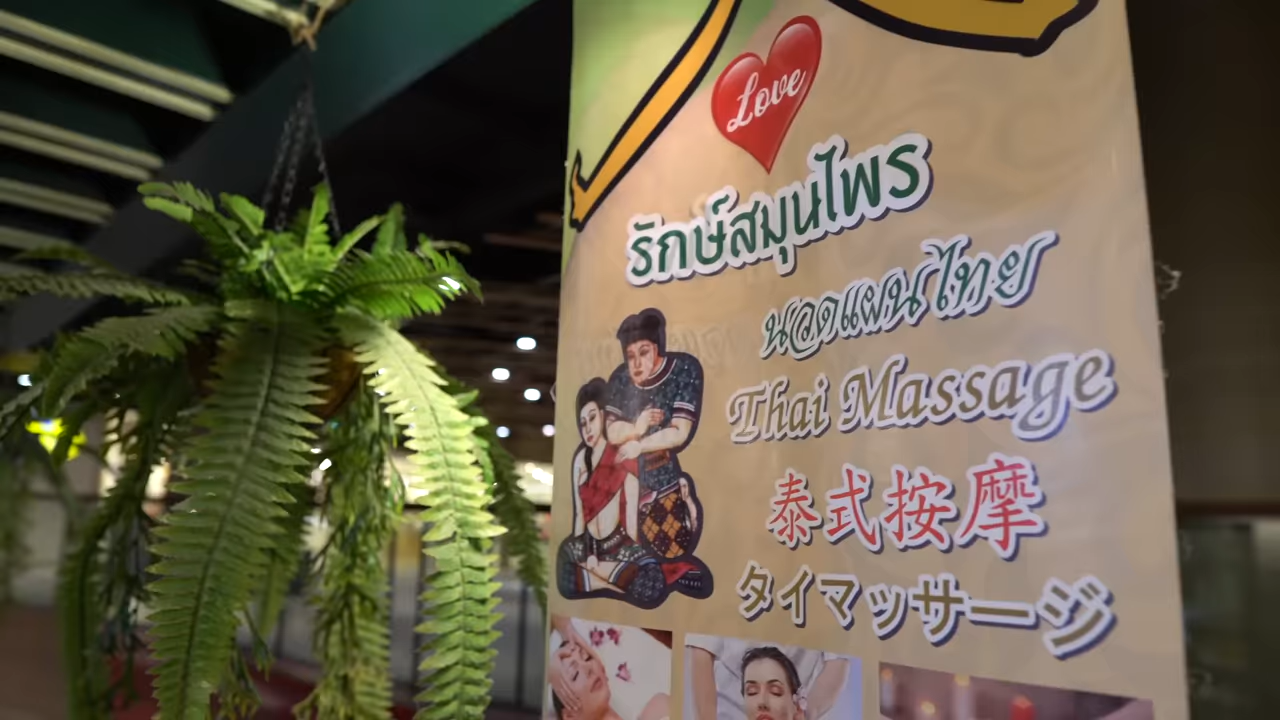 Love
รักษ์สมุนไพร
นวดแผนไทย
Thai Massage
泰式按摩
タイマッサージ